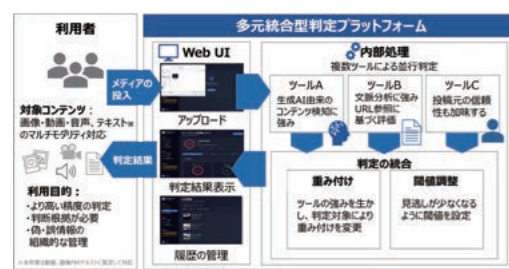 利用者
対象コンテンツ：
画像・動画・音声、テキスト※
のマルチモダリティ対応
利用目的：
・より高い精度の判定
・判断根拠が必要
・偽・誤情報の
組織的な管理
メディアの
投入
判定結果
多元統合型判定プラットフォーム
Web UI
アップロード
判定結果表示
履歴の管理
内部処理
複数ツールによる並行判定
ツールA
生成AI由来の
コンテンツ検知に
強み
ツールB
文脈分析に強み
URL参照に
基づく評価
ツールC
投稿元の信頼
性も加味する
判定の統合
重み付け
ツールの強みを生か
し、判定対象により
重み付けを変更
閾値調整
見逃しが少なくなる
ように閾値を設定